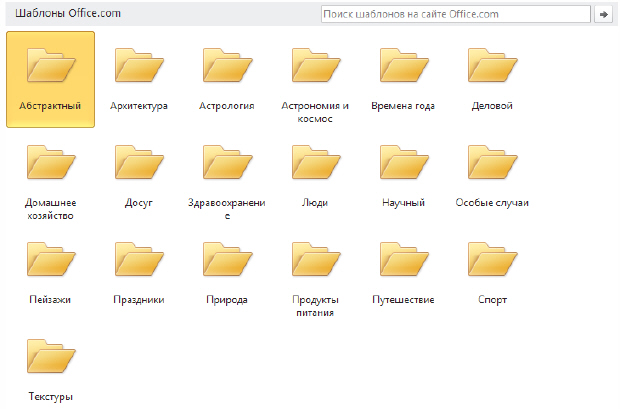 Шаблоны Office.com
Поиск шаблонов на сайте Office.com
Абстрактный
Архитектура
Астрология
Астрономия и
космос
Времена года
Деловой
Домашнее
хозяйство
Досуг
Здравоохранени
е
Люди
Научный
Особые случаи
Пейзажи
Праздники
Природа
Продукты
питания
Путешествие
Спорт
Текстуры